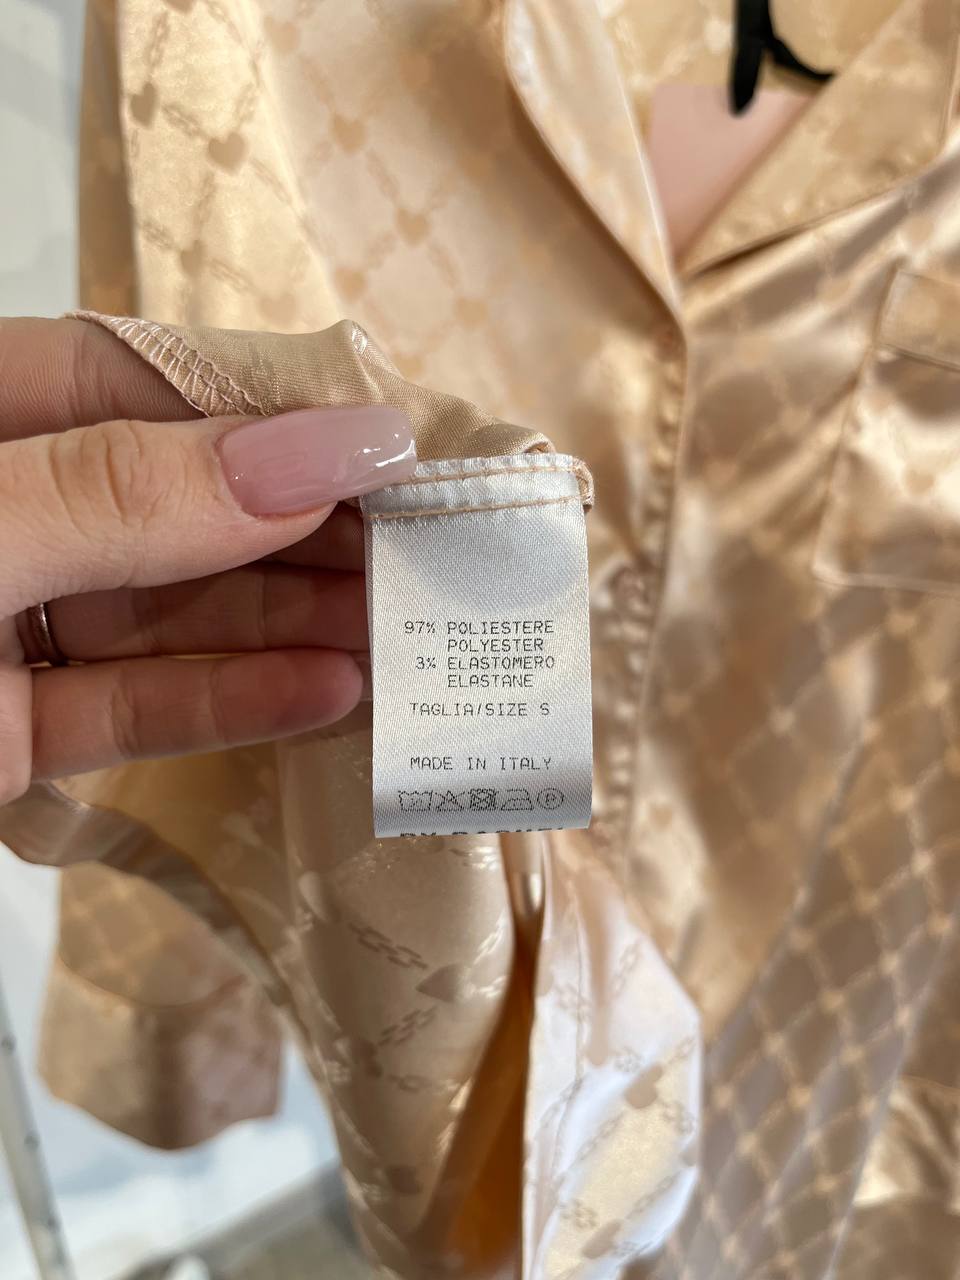 97% POLIESTERE
POLYESTER
3% ELASTOMERO
ELASTANE
TAGLIA/SIZE S
MADE IN ITALY
P